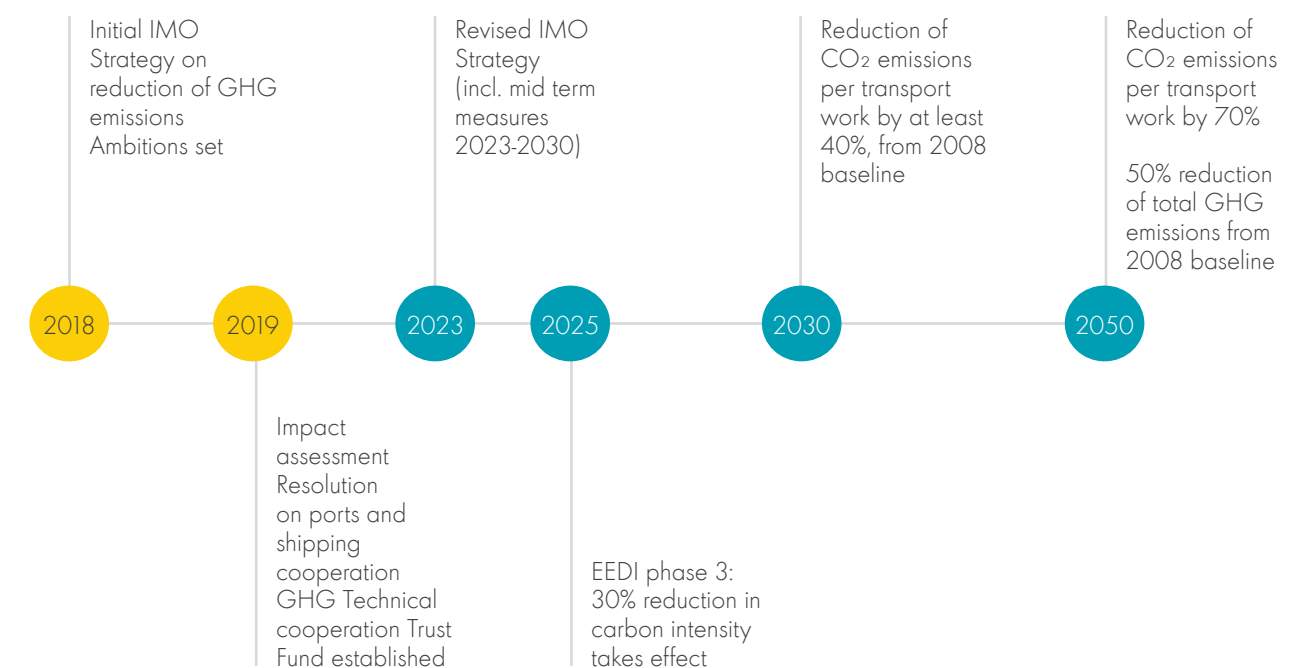 Initial IMO
Strategy on
reduction of GHG
emissions
Ambitions set
Revised IMO
Strategy
(incl. mid term
measures
2023-2030)
Reduction of
CO2 emissions
per transport
work by at least
40%, from 2008
baseline
Reduction of
CO2 emissions
per transport
work by 70%
50% reduction
of total GHG
emissions from
2008 baseline
2018
2019
2023
2025
2030
2050
Impact
assessment
Resolution
on ports and
shipping
cooperation
GHG Technical
cooperation Trust
Fund established
EEDI phase 3:
30% reduction in
carbon intensity
takes effect